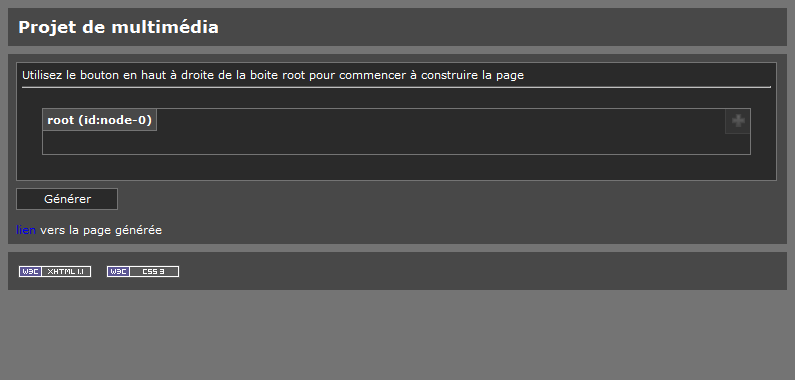 Projet de multimédia
Utilisez le bouton en haut à droite de la boite root pour commencer à construire la page
root (id:node-0)
Générer
lien vers la page générée
W3C XHTML 1.1 W3C CSS 3